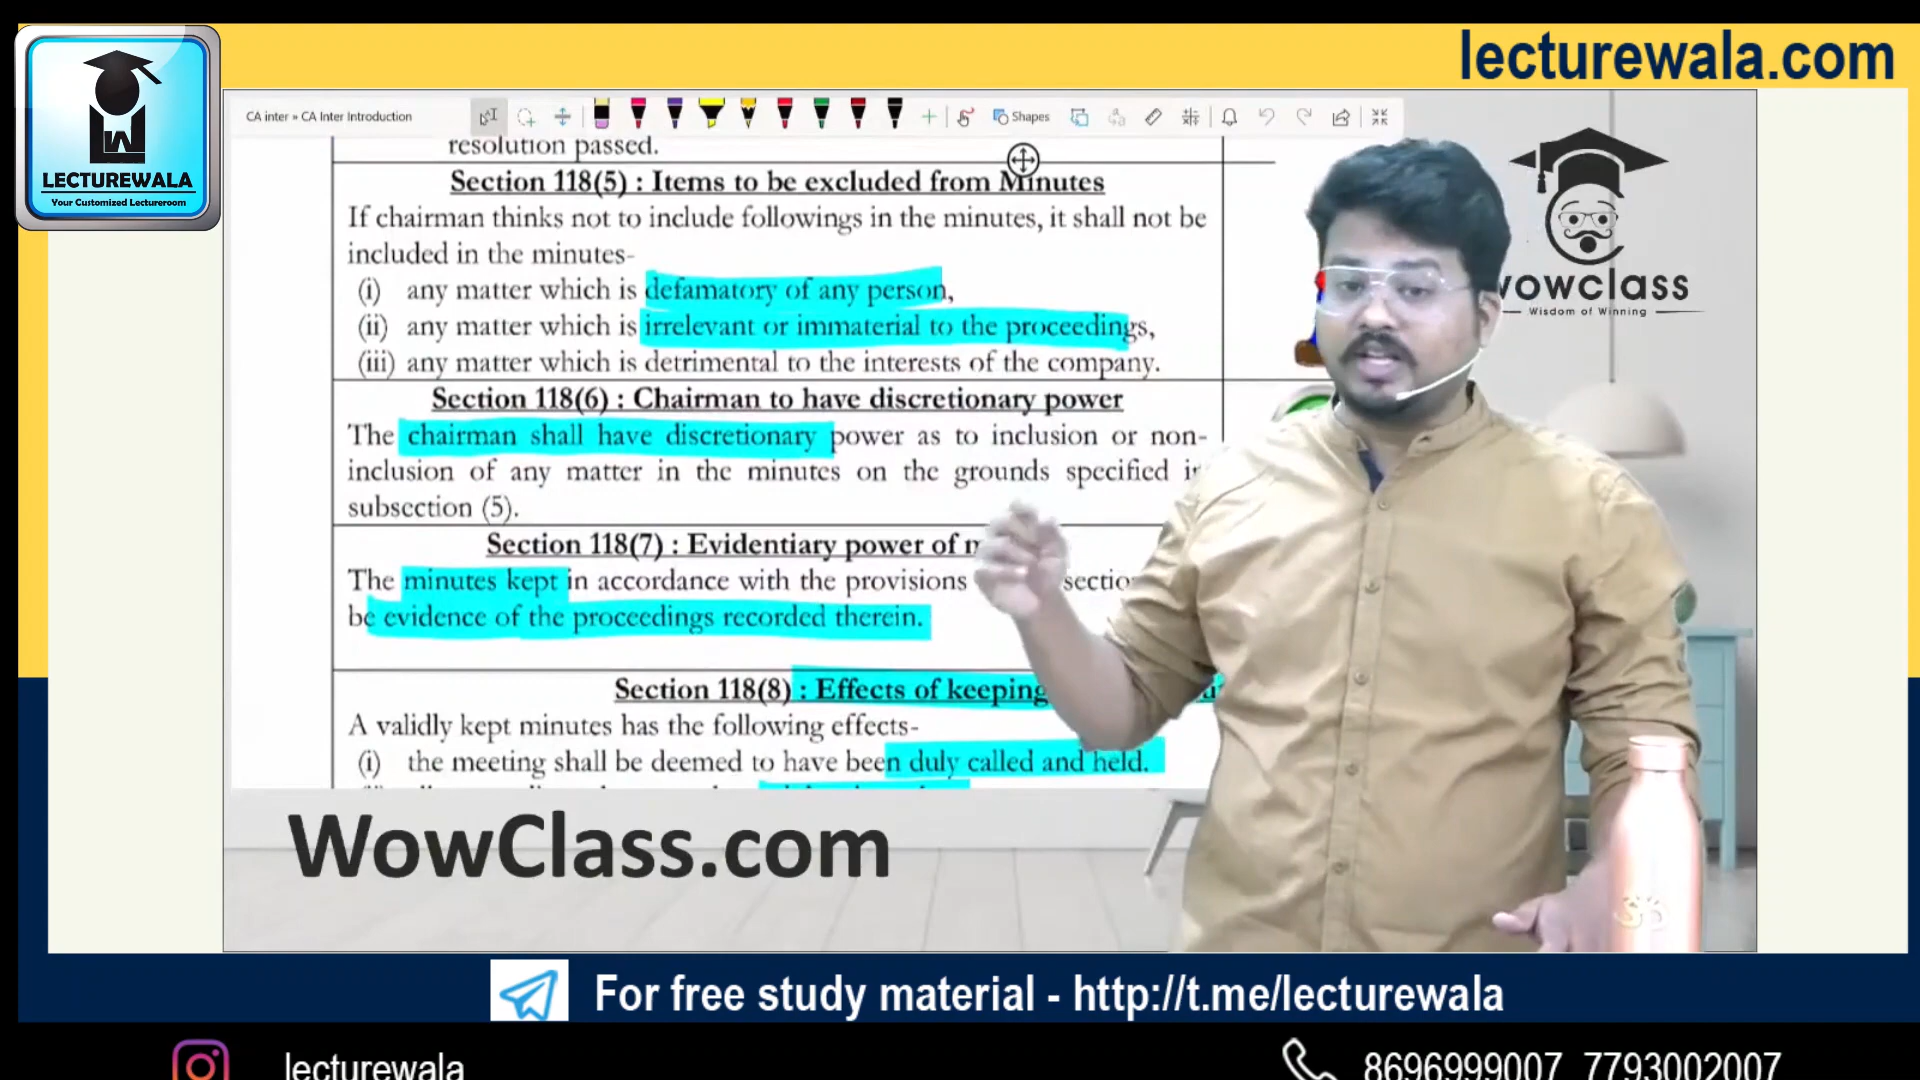 lecturewala.com
LW
LECTUREWALA
Your Customized Lectureroom
CA inter » CA Inter Introduction
Shapes
resolution passed.
Section 118(5) : Items to be excluded from Minutes
If chairman thinks not to include followings in the minutes, it shall not be
included in the minutes-
(i) any matter which is defamatory of any person,
(ii) any matter which is irrelevant or immaterial to the proceedings,
(iii) any matter which is detrimental to the interests of the company.
Section 118(6) : Chairman to have discretionary power
The chairman shall have discretionary power as to inclusion or non-
inclusion of any matter in the minutes on the grounds specified in
subsection (5).
Section 118(7) : Evidentiary power of
The minutes kept in accordance with the provisions
be evidence of the proceedings recorded therein.
Section 118(8) : Effects of keeping
A validly kept minutes has the following effects-
(i) the meeting shall be deemed to have been duly called and held.
wowclass
Wisdom of Winning
WowClass.com
For free study material - http://t.me/lecturewala
lecturewala
8696999007 7793002007